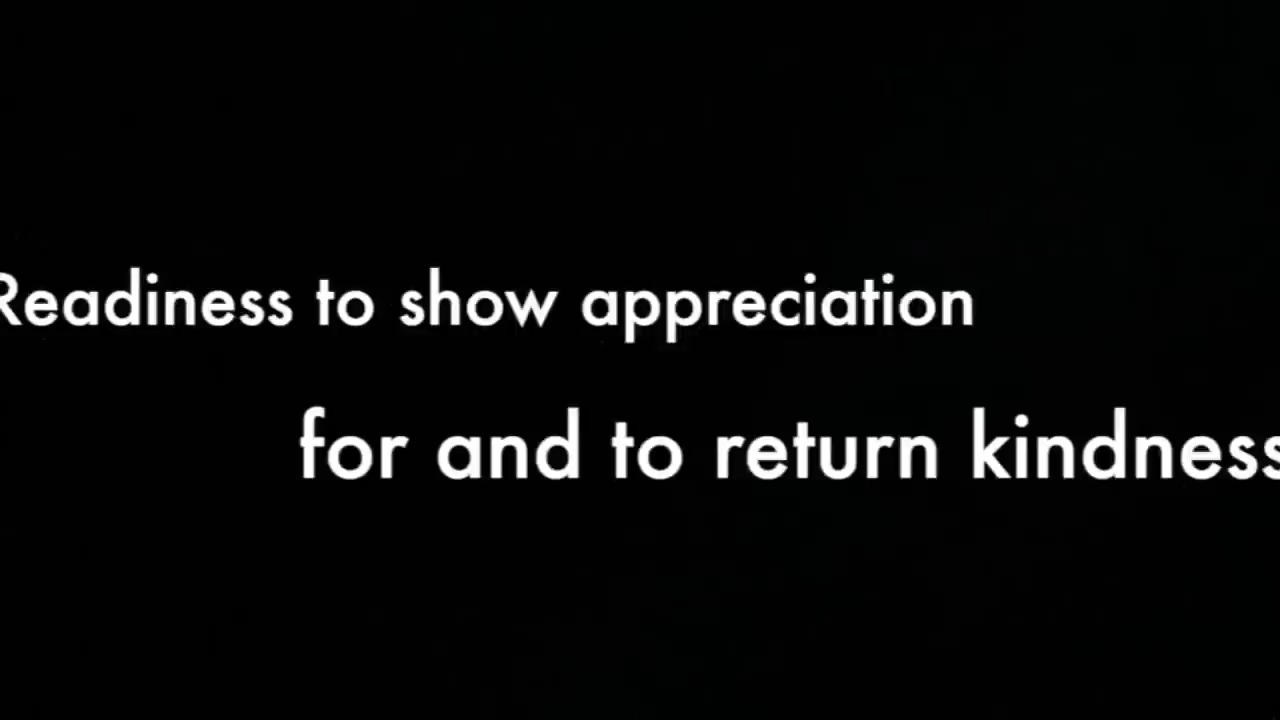 Readiness to show appreciation
for and to return kindness